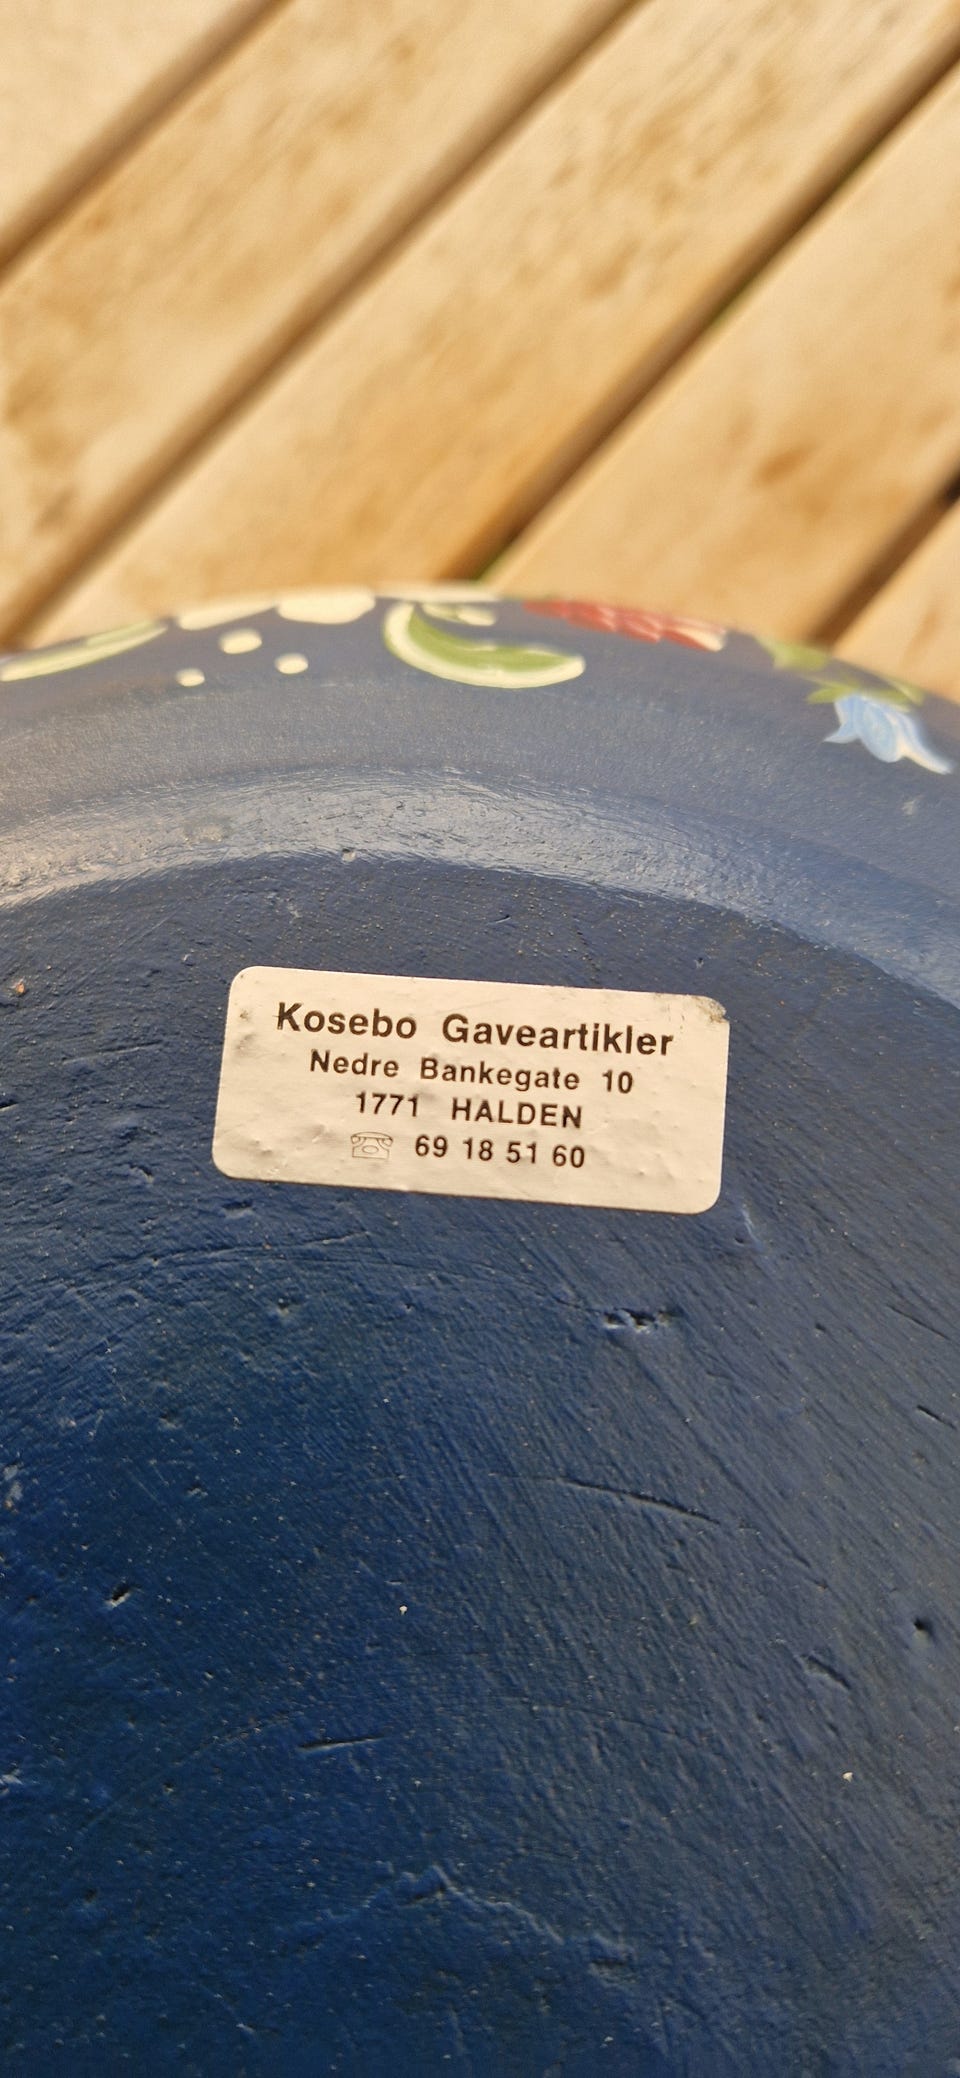 Kosebo Gaveartikler
Nedre Bankegate 10
1771 HALDEN
69 18 51 60